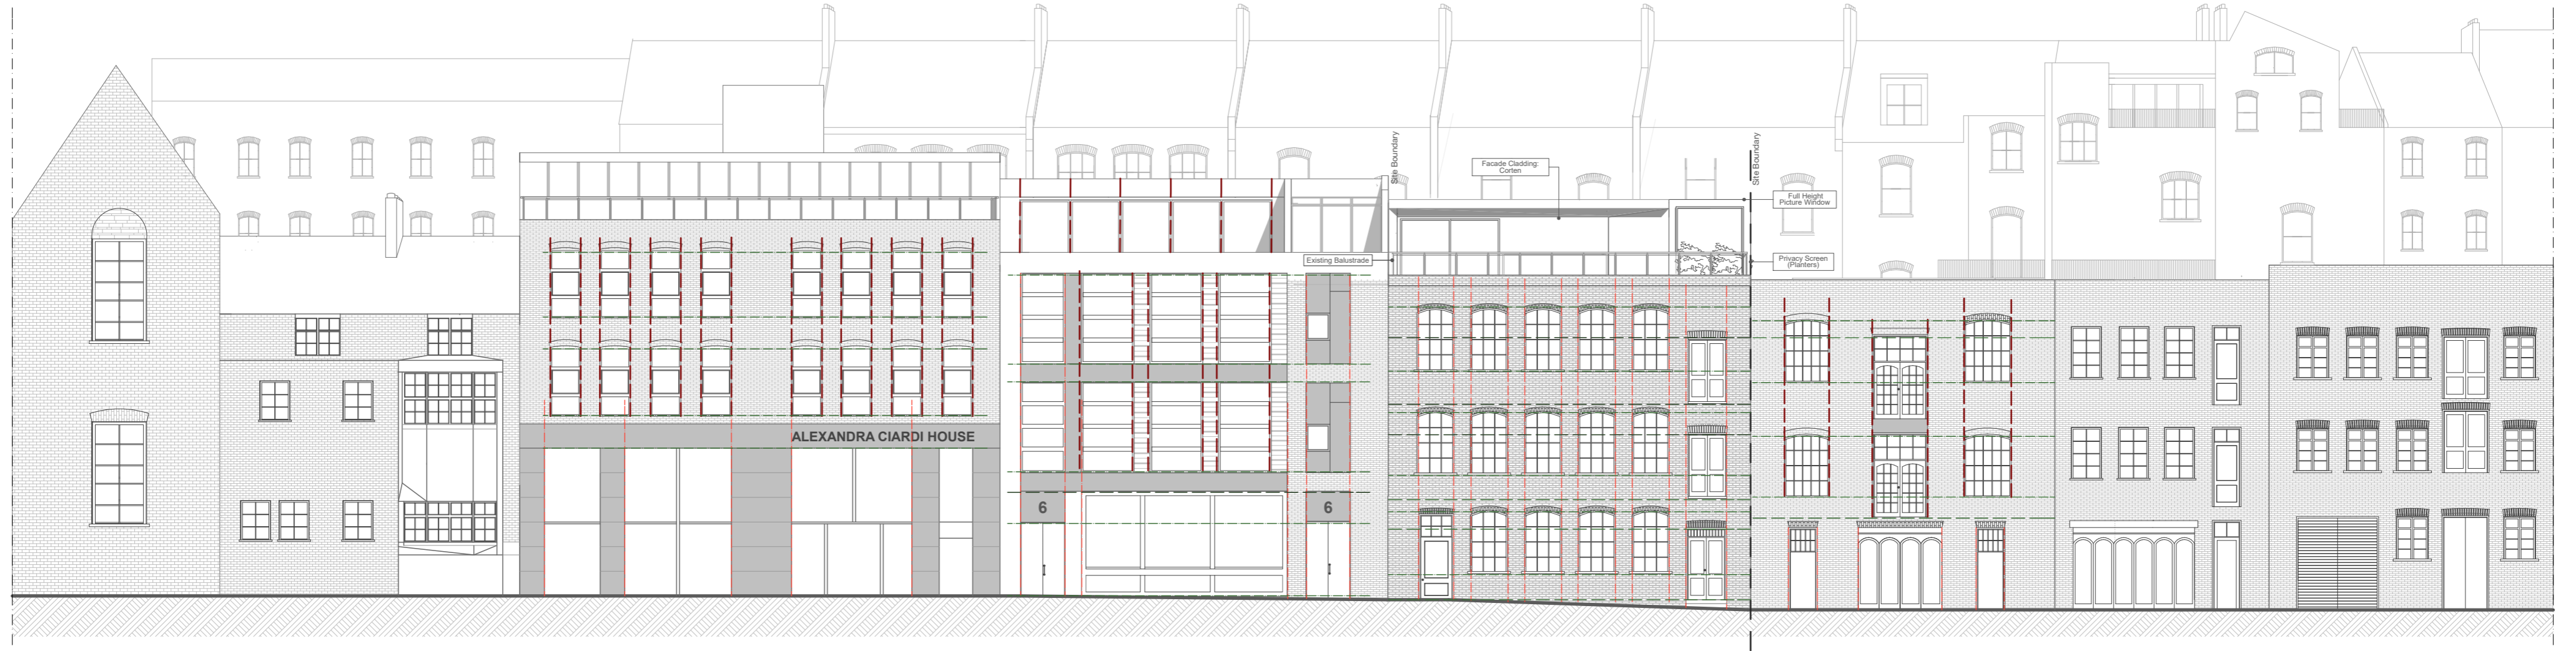 Site Boundary
Site Boundary
Facade Cladding:
Corten
Full Height
Picture Window
Existing Balustrade
Privacy Screen
(Planters)
ALEXANDRA CIARDI HOUSE
6
6